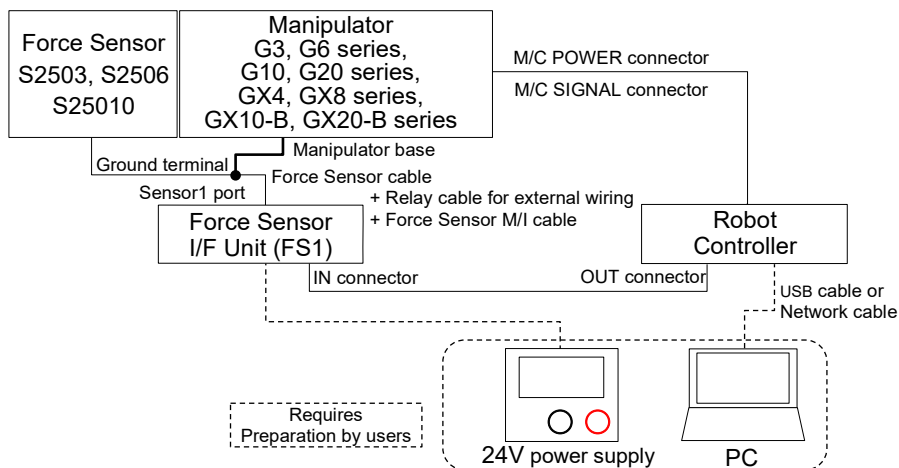 Force Sensor
S2503, S2506
S25010
Manipulator
G3, G6 series,
G10, G20 series,
GX4, GX8 series,
GX10-B, GX20-B series
M/C POWER connector
M/C SIGNAL connector
Manipulator base
Ground terminal
Force Sensor cable
Sensor1 port
+ Relay cable for external wiring
+ Force Sensor M/I cable
Force Sensor
I/F Unit (FS1)
Robot
Controller
IN connector
OUT connector
USB cable or
Network cable
Requires
Preparation by users
24V power supply
PC